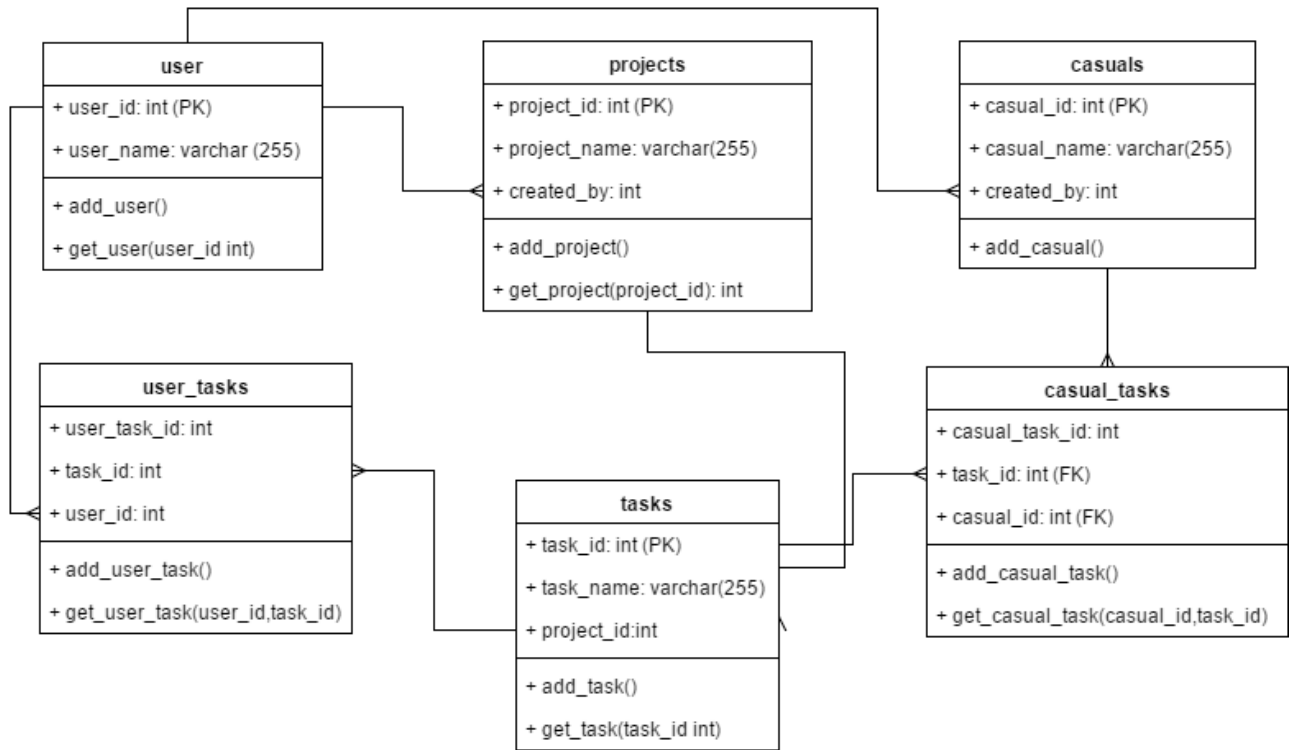 user
+ user_id: int (PK)
+ user_name: varchar (255)
+ add_user()
+ get_user(user_id int)
projects
+ project_id: int (PK)
+ project_name: varchar(255)
+ created_by: int
+ add_project()
+ get_project(project_id): int
casuals
+ casual_id: int (PK)
+ casual_name: varchar(255)
+ created_by: int
+ add_casual()
user_tasks
+ user_task_id: int
+ task_id: int
+ user_id: int
+ add_user_task()
+ get_user_task(user_id,task_id)
tasks
+ task_id: int (PK)
+ task_name: varchar(255)
+ project_id:int
+ add_task()
+ get_task(task_id int)
casual_tasks
+ casual_task_id: int
+ task_id: int (FK)
+ casual_id: int (FK)
+ add_casual_task()
+ get_casual_task(casual_id,task_id)